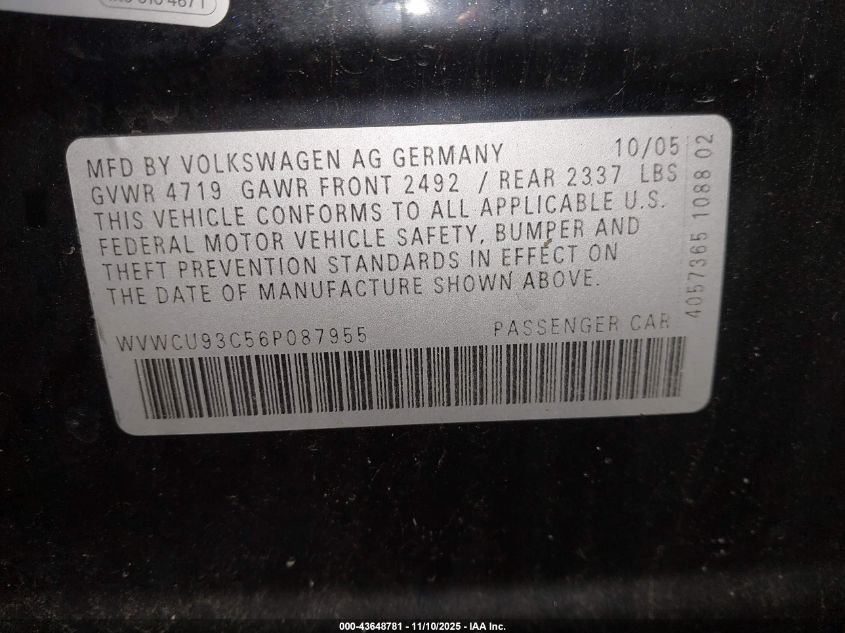 MFD BY VOLKSWAGEN AG GERMANY 10/05
GVWR 4719 GAWR FRONT 2492 / REAR 2337 LBS
THIS VEHICLE CONFORMS TO ALL APPLICABLE U.S.
FEDERAL MOTOR VEHICLE SAFETY, BUMPER AND
THEFT PREVENTION STANDARDS IN EFFECT ON
THE DATE OF MANUFACTURE SHOWN ABOVE.
WVWCU93C56P087955 PASSENGER CAR
4057365 1088 02
000-43648781 - 11/10/2025 - IAA Inc.